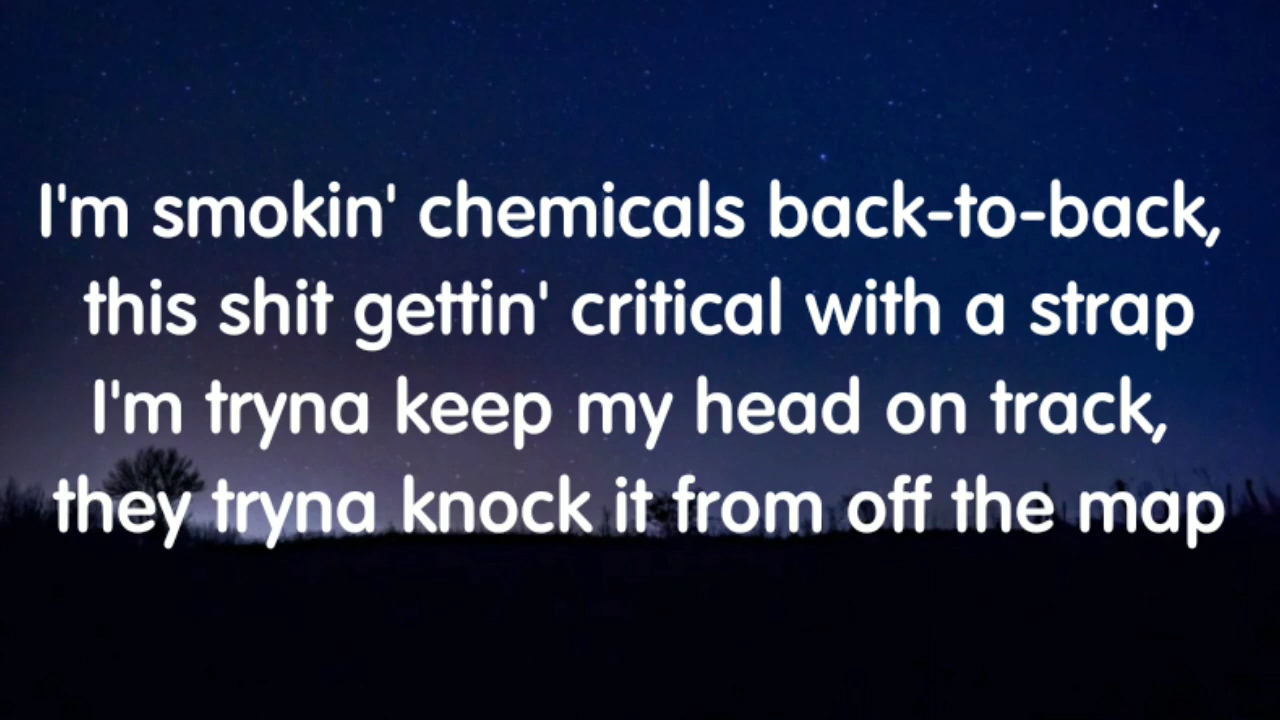 I'm smokin' chemicals back-to-back,
this shit gettin' critical with a strap
I'm tryna keep my head on track,
they tryna knock it from off the map